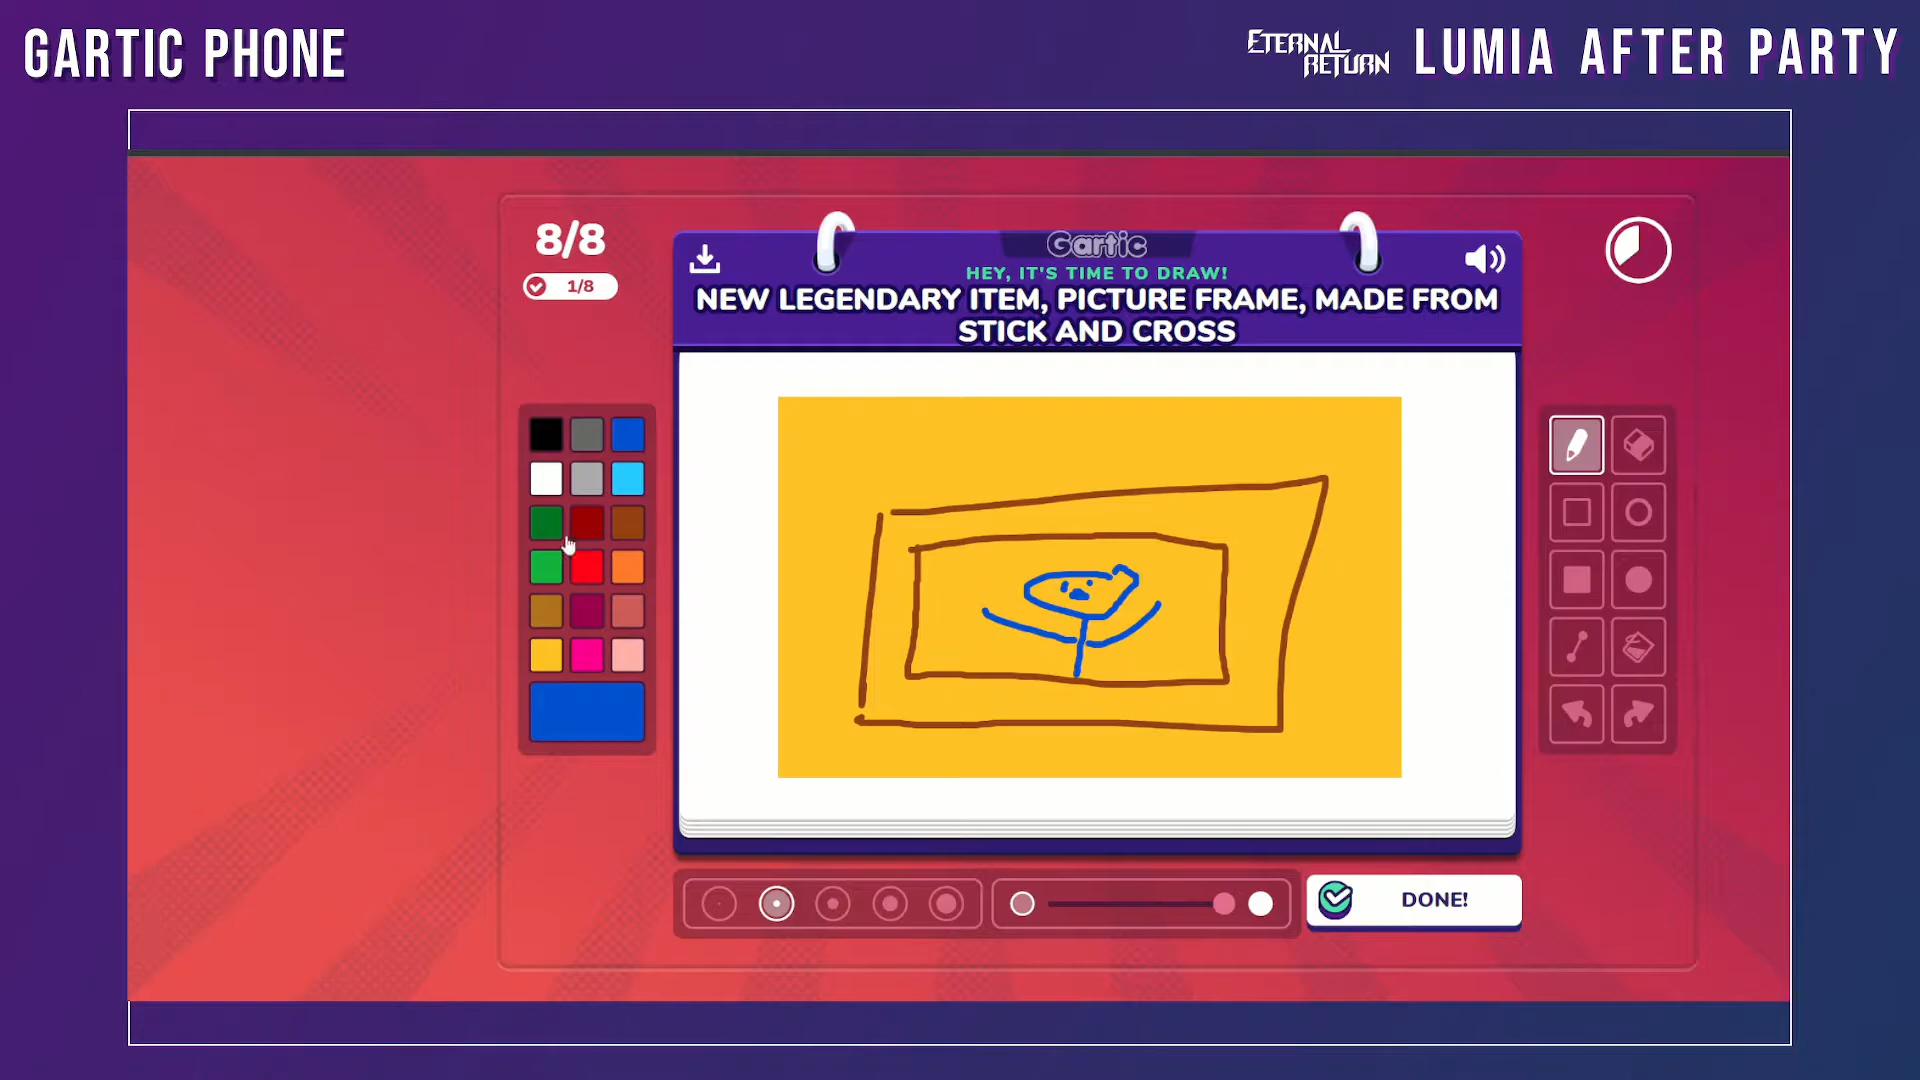 GARTIC PHONE
ETERNAL RETURN
LUMIA AFTER PARTY
8/8
1/8
Gartic
HEY, IT'S TIME TO DRAW!
NEW LEGENDARY ITEM, PICTURE FRAME, MADE FROM
STICK AND CROSS
DONE!